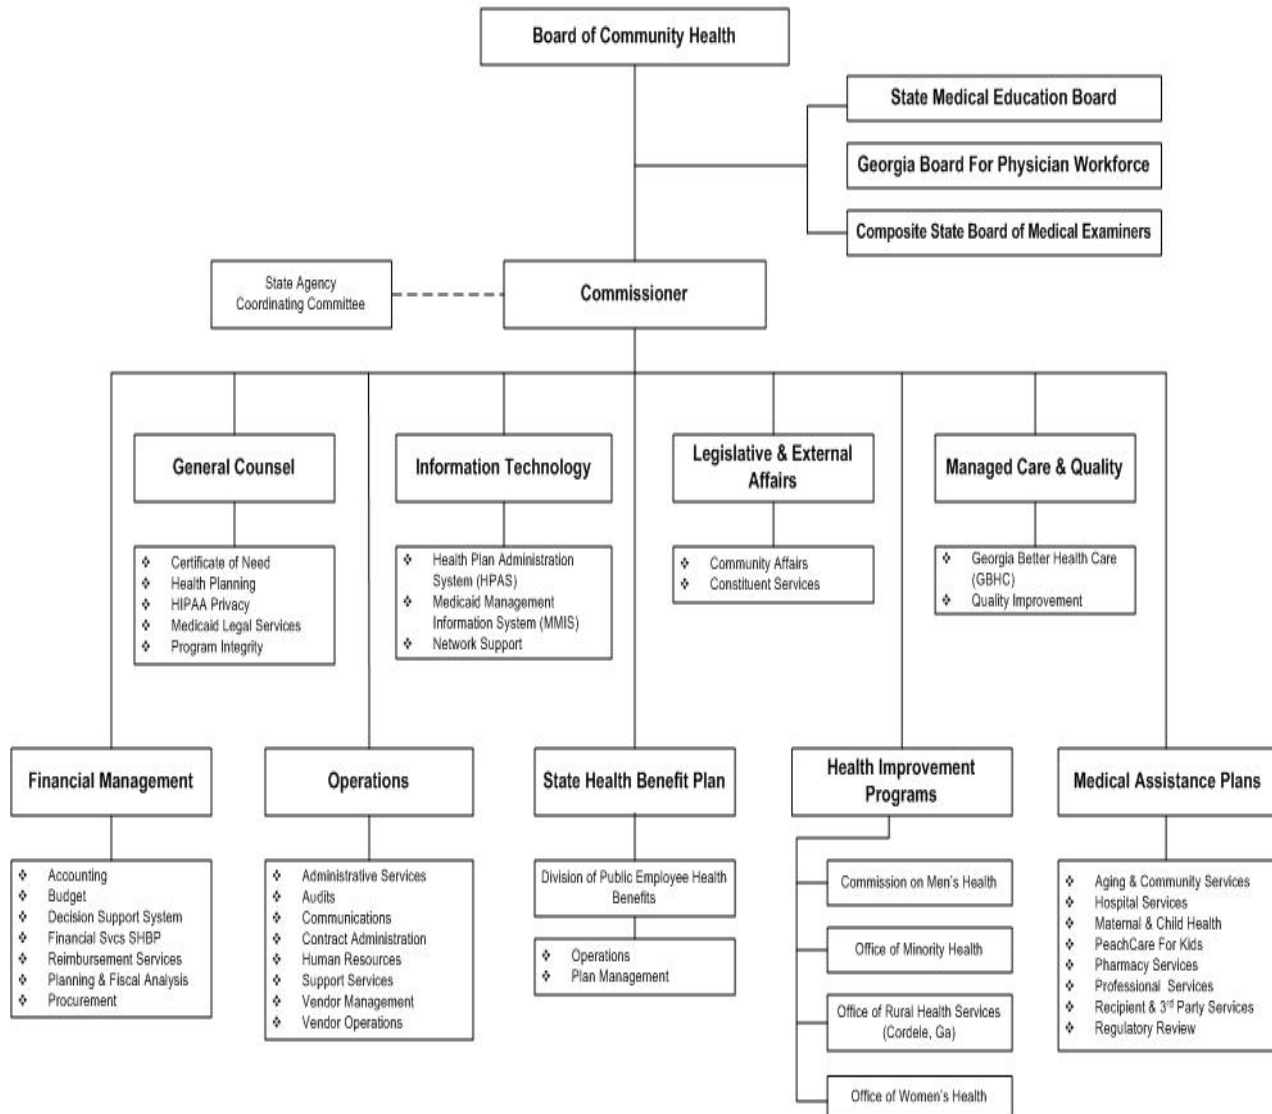 Board of Community Health
State Medical Education Board
Georgia Board For Physician Workforce
Composite State Board of Medical Examiners
State Agency
Coordinating Committee
Commissioner
General Counsel
Information Technology
Legislative & External
Affairs
Managed Care & Quality
❖ Certificate of Need
❖ Health Planning
❖ HIPAA Privacy
❖ Medicaid Legal Services
❖ Program Integrity
❖ Health Plan Administration
System (HPAS)
❖ Medicaid Management
Information System (MMIS)
❖ Network Support
❖ Community Affairs
❖ Constituent Services
❖ Georgia Better Health Care
(GBHC)
❖ Quality Improvement
Financial Management
Operations
State Health Benefit Plan
Health Improvement
Programs
Medical Assistance Plans
❖ Accounting
❖ Budget
❖ Decision Support System
❖ Financial Svcs SHBP
❖ Reimbursement Services
❖ Planning & Fiscal Analysis
❖ Procurement
❖ Administrative Services
❖ Audits
❖ Communications
❖ Contract Administration
❖ Human Resources
❖ Support Services
❖ Vendor Management
❖ Vendor Operations
Division of Public Employee Health
Benefits
❖ Operations
❖ Plan Management
Commission on Men's Health
Office of Minority Health
Office of Rural Health Services
(Cordele, Ga)
Office of Women's Health
❖ Aging & Community Services
❖ Hospital Services
❖ Maternal & Child Health
❖ PeachCare For Kids
❖ Pharmacy Services
❖ Professional Services
❖ Recipient & 3rd Party Services
❖ Regulatory Review